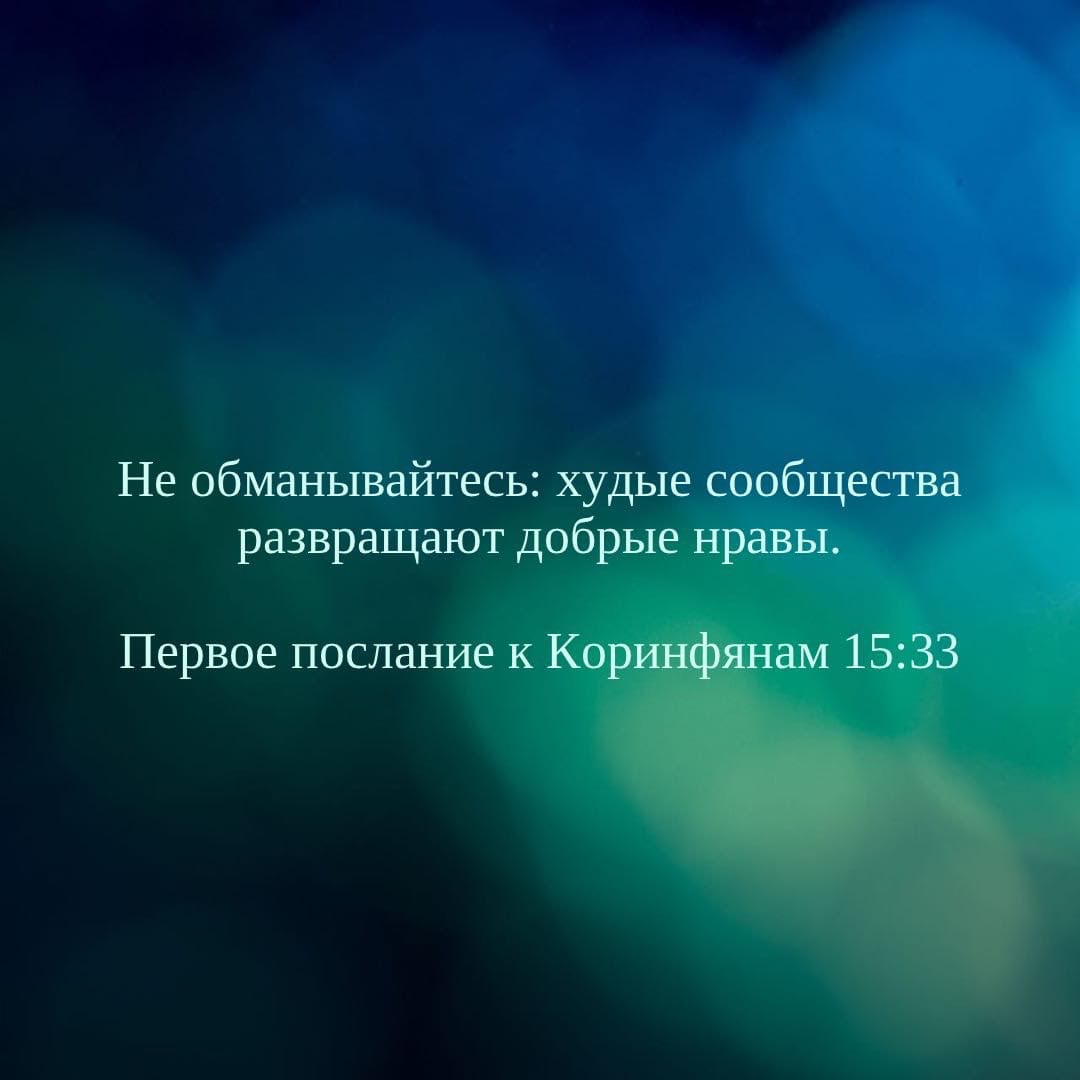 Не обманывайтесь: худые сообщества
развращают добрые нравы.
Первое послание к Коринфянам 15:33